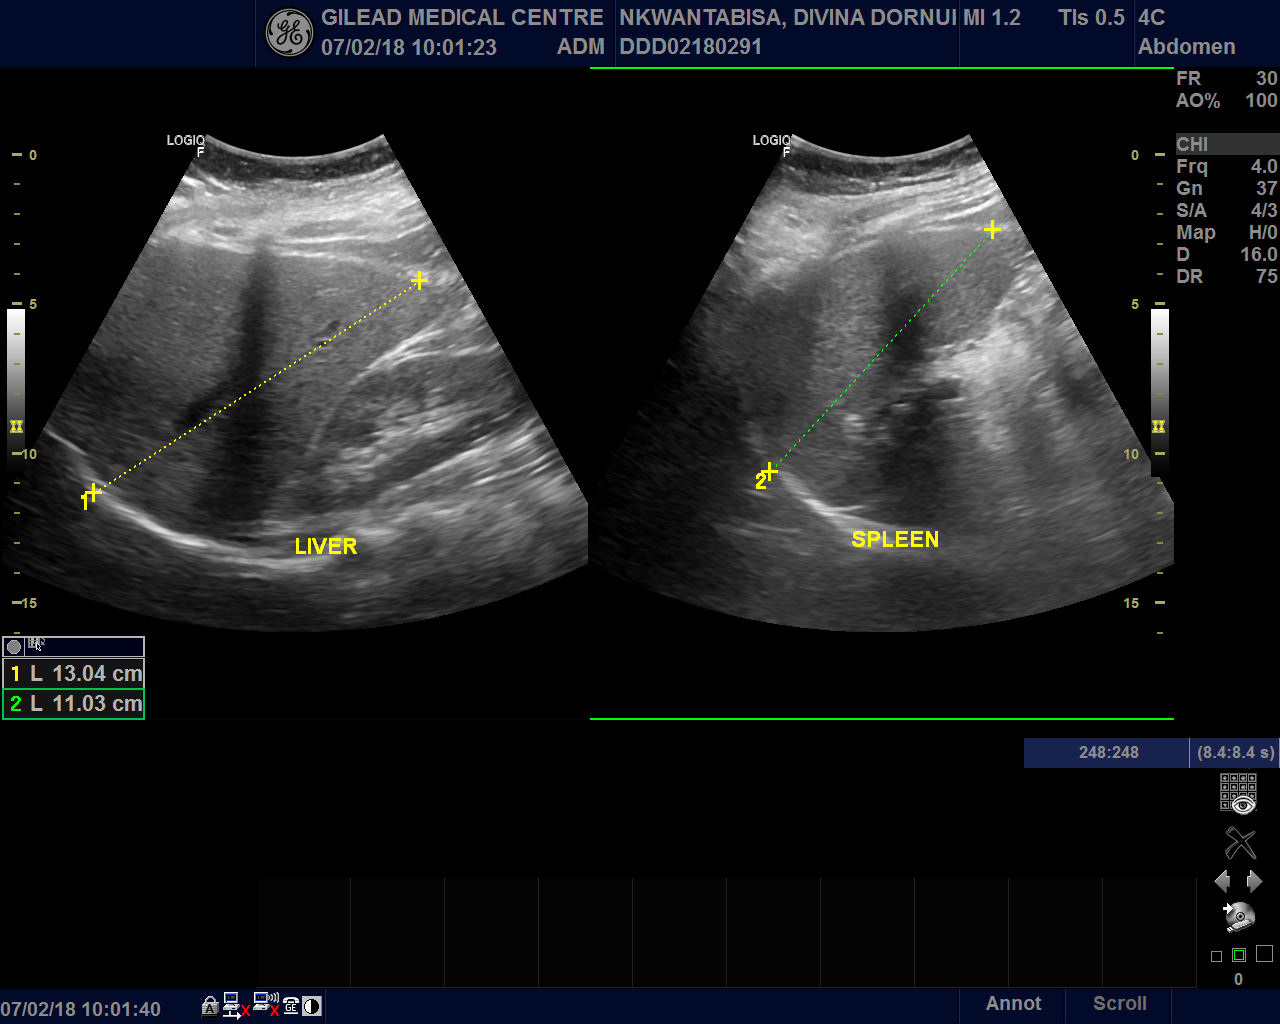 GILEAD MEDICAL CENTRE
07/02/18 10:01:23 ADM
NKWANTABISA, DIVINA DORNUI
DDD02180291
MI 1.2 TIs 0.5
4C
Abdomen
FR 30
AO% 100
CHI
Frq 4.0
Gn 37
S/A 4/3
Map H/0
D 16.0
DR 75
LOGIQ
F
0
5
10
15
1
LIVER
LOGIQ
F
0
5
10
15
2
SPLEEN
1 L 13.04 cm
2 L 11.03 cm
248:248 (8.4:8.4 s)
0
07/02/18 10:01:40
A
GE
Annot
Scroll